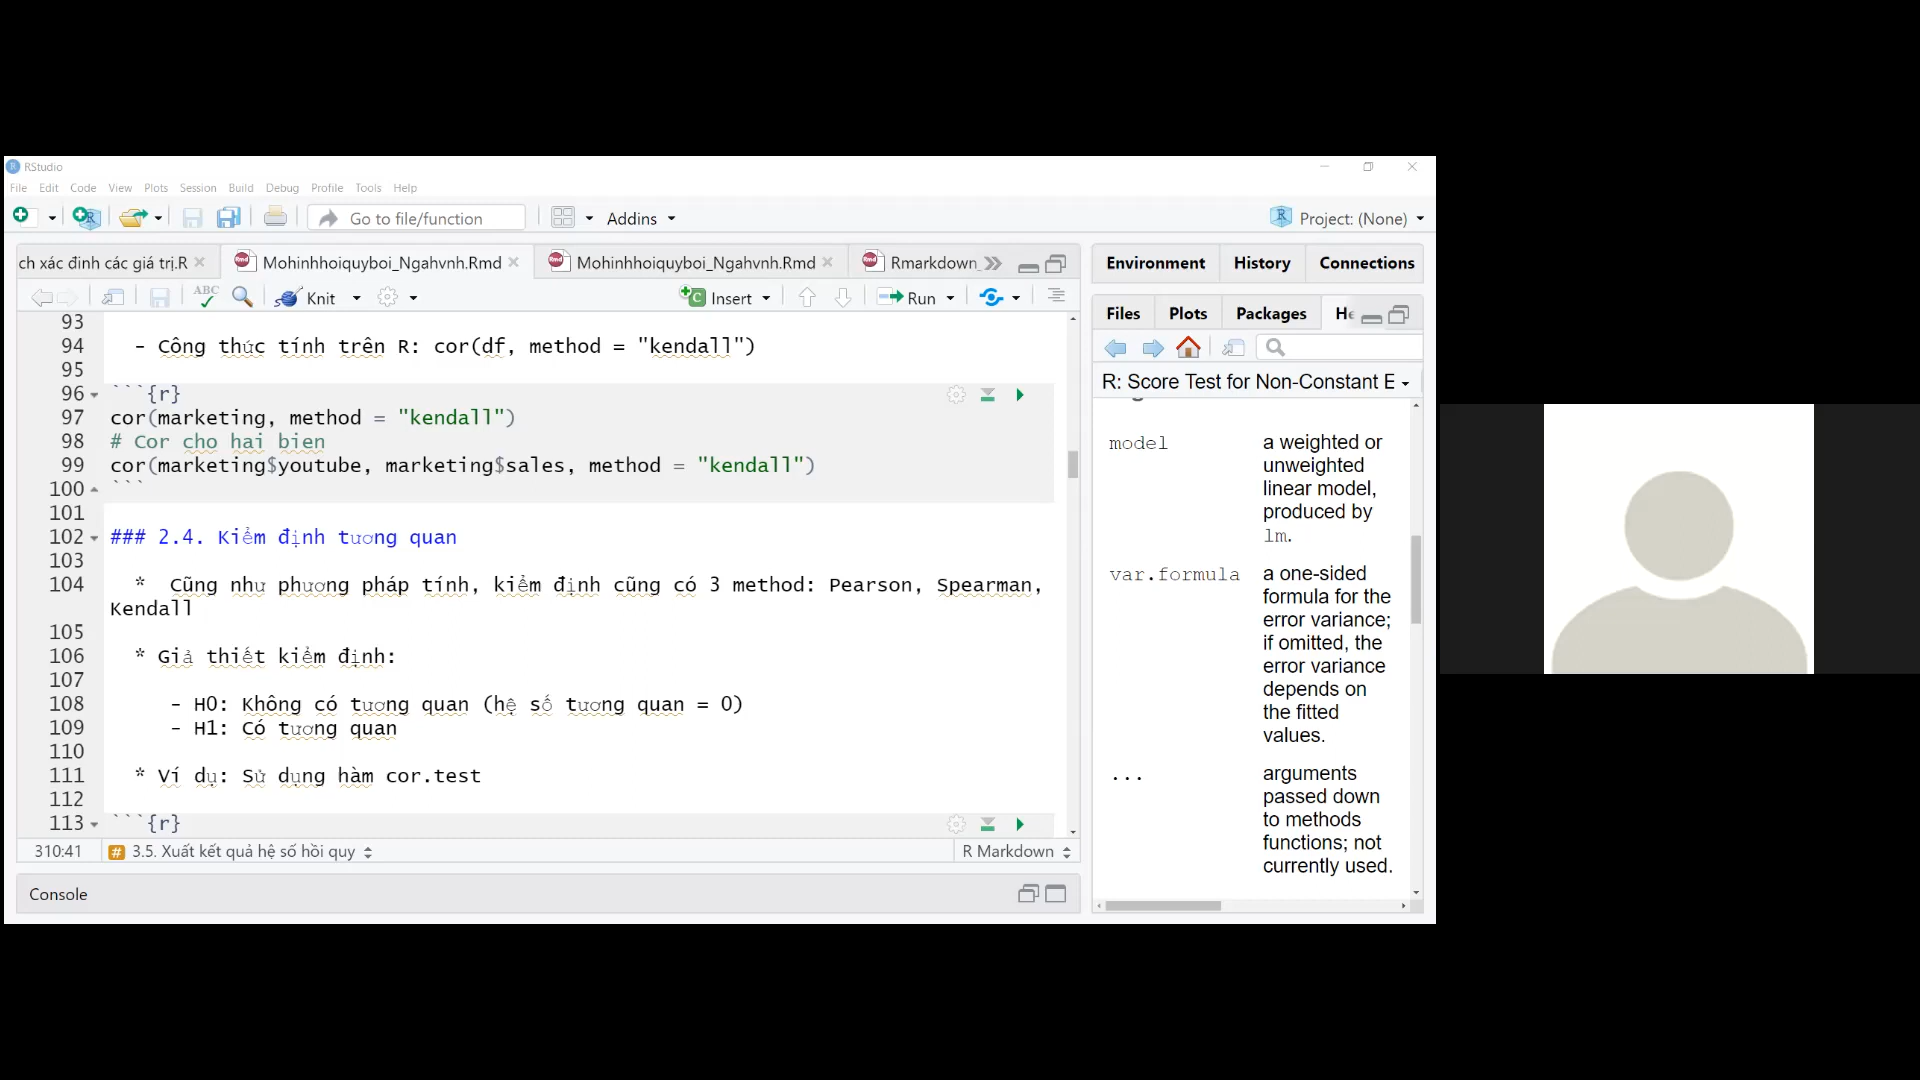 RStudio
File Edit Code View Plots Session Build Debug Profile Tools Help
Go to file/function Addins Project: (None)
ch xác đinh các giá trị.R Mohinhhoiquyboi_Ngahvnh.Rmd Mohinhhoiquyboi_Ngahvnh.Rmd Rmarkdown_
ABC Knit Insert Run
93
94 - Công thức tính trên R: cor(df, method = "kendall")
95
96 ```{r}
97 cor(marketing, method = "kendall")
98 # Cor cho hai bien
99 cor(marketing$youtube, marketing$sales, method = "kendall")
100 ```
101
102 ### 2.4. Kiểm định tương quan
103
104 * Cũng như phương pháp tính, kiểm định cũng có 3 method: Pearson, Spearman,
Kendall
105
106 * Giả thiết kiểm định:
107
108 - H0: Không có tương quan (hệ số tương quan = 0)
109 - H1: Có tương quan
110
111 * Ví dụ: Sử dụng hàm cor.test
112
113 ```{r}
310:41 # 3.5. Xuất kết quả hệ số hồi quy R Markdown
Console
Environment History Connections
Files Plots Packages He
R: Score Test for Non-Constant E
model a weighted or
unweighted
linear model,
produced by
lm.
var.formula a one-sided
formula for the
error variance;
if omitted, the
error variance
depends on
the fitted
values.
... arguments
passed down
to methods
functions; not
currently used.